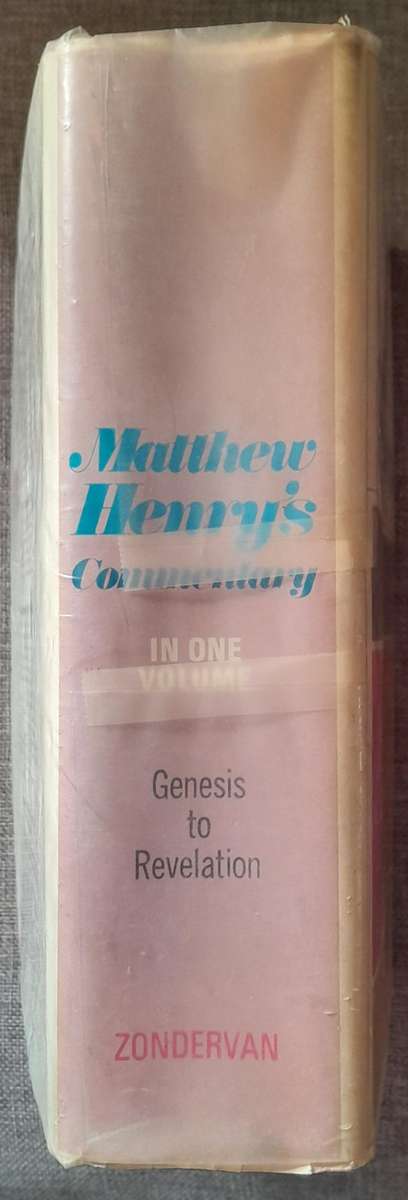 Matthew
Henry's
Commentary
IN ONE
VOLUME
Genesis
to
Revelation
ZONDERVAN